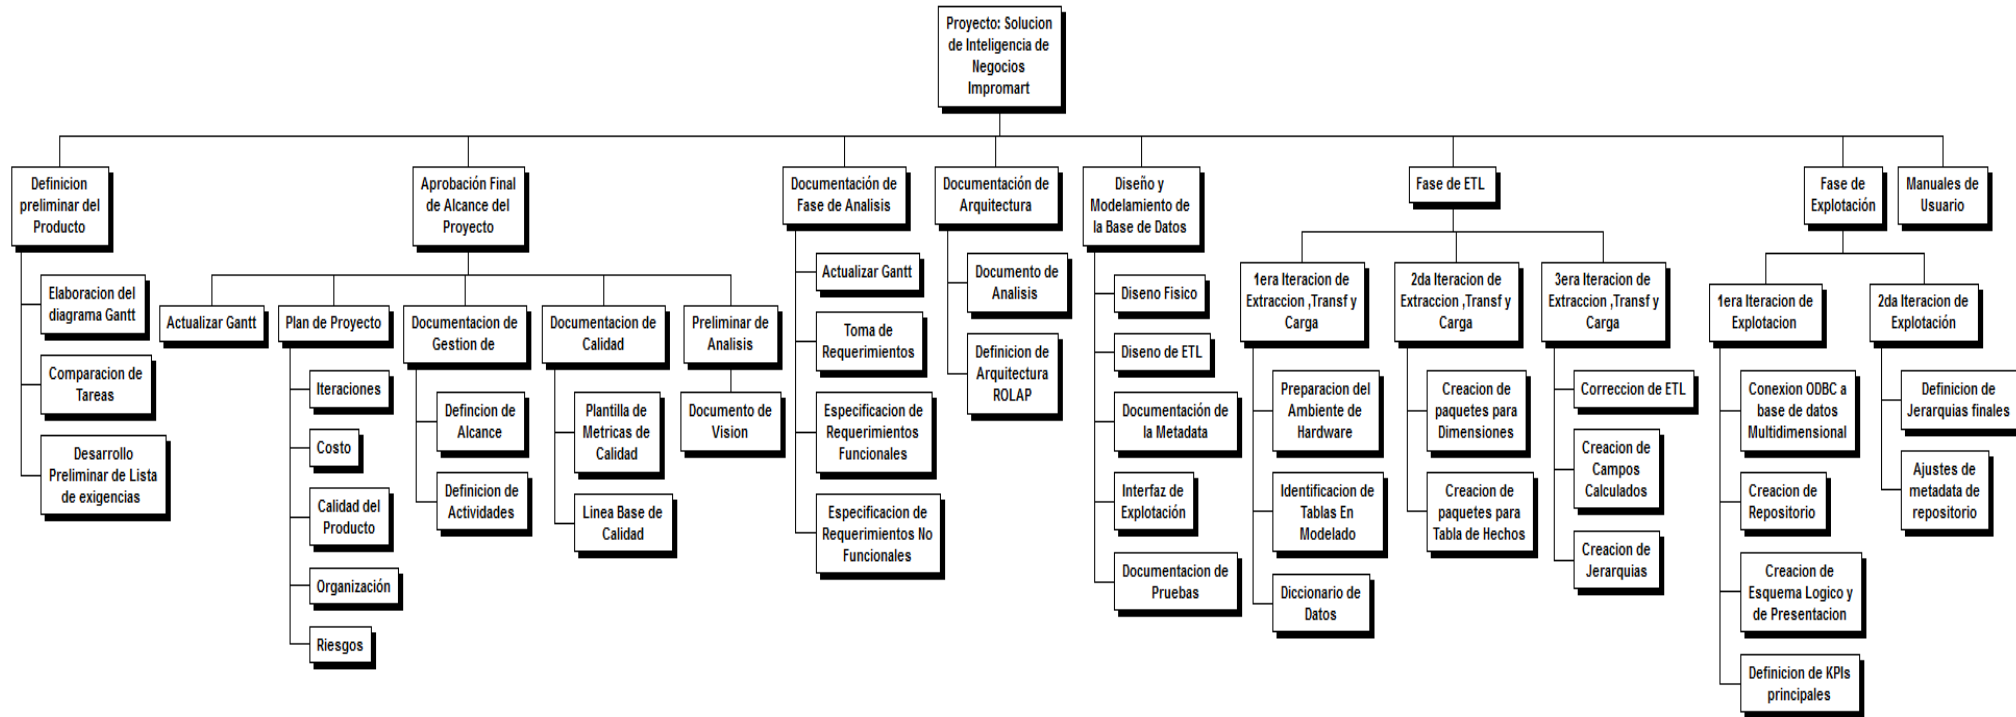 Proyecto: Solucion
de Inteligencia de
Negocios
Impromart
Definicion
preliminar del
Producto
Elaboracion del
diagrama Gantt
Comparacion de
Tareas
Desarrollo
Preliminar de Lista
de exigencias
Aprobación Final
de Alcance del
Proyecto
Actualizar Gantt
Plan de Proyecto
Iteraciones
Costo
Calidad del
Producto
Organización
Riesgos
Documentacion de
Gestion de
Defincion de
Alcance
Definicion de
Actividades
Documentacion de
Calidad
Plantilla de
Metricas de
Calidad
Linea Base de
Calidad
Preliminar de
Analisis
Documento de
Vision
Documentación de
Fase de Analisis
Actualizar Gantt
Toma de
Requerimientos
Especificacion de
Requerimientos
Funcionales
Especificacion de
Requerimientos No
Funcionales
Documentación de
Arquitectura
Documento de
Analisis
Definicion de
Arquitectura
ROLAP
Diseño y
Modelamiento de
la Base de Datos
Diseno Fisico
Diseno de ETL
Documentación de
la Metadata
Interfaz de
Explotación
Documentacion de
Pruebas
Fase de ETL
1era Iteracion de
Extraccion ,Transf y
Carga
Preparacion del
Ambiente de
Hardware
Identificacion de
Tablas En
Modelado
Diccionario de
Datos
2da Iteracion de
Extraccion ,Transf y
Carga
Creacion de
paquetes para
Dimensiones
Creacion de
paquetes para
Tabla de Hechos
3era Iteracion de
Extraccion ,Transf y
Carga
Correccion de ETL
Creacion de
Campos
Calculados
Creacion de
Jerarquias
Fase de
Explotación
1era Iteracion de
Explotacion
Conexion ODBC a
base de datos
Multidimensional
Creacion de
Repositorio
Creacion de
Esquema Logico y
de Presentacion
Definicion de KPIs
principales
2da Iteracion de
Explotación
Definicion de
Jerarquias finales
Ajustes de
metadata de
repositorio
Manuales de
Usuario